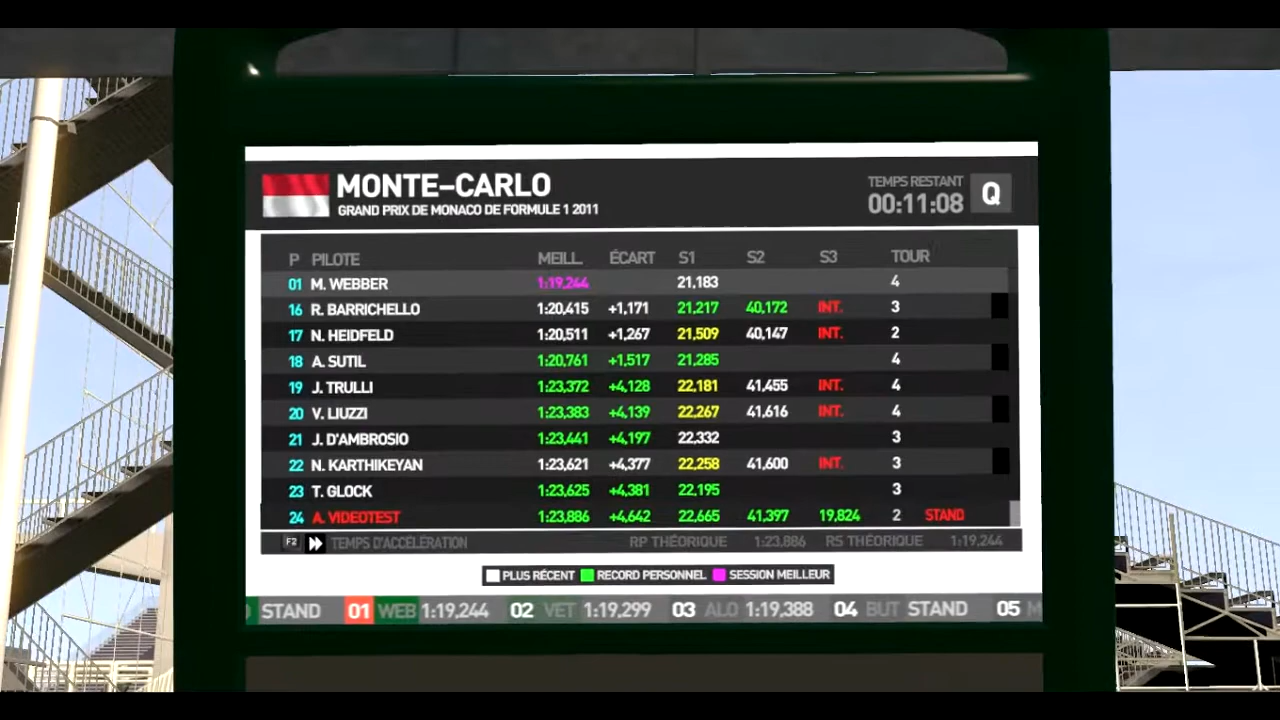 MONTE-CARLO
GRAND PRIX DE MONACO DE FORMULE 1 2011
TEMPS RESTANT
00:11:08
Q
P PILOTE MEILL. ÉCART S1 S2 S3 TOUR
01 M. WEBBER 1:19,244 21,183 4
16 R. BARRICHELLO 1:20,415 +1,171 21,217 40,172 INT. 3
17 N. HEIDFELD 1:20,511 +1,267 21,509 40,147 INT. 2
18 A. SUTIL 1:20,761 +1,517 21,285 4
19 J. TRULLI 1:23,372 +4,128 22,181 41,455 INT. 4
20 V. LIUZZI 1:23,383 +4,139 22,267 41,616 INT. 4
21 J. D'AMBROSIO 1:23,441 +4,197 22,332 3
22 N. KARTHIKEYAN 1:23,621 +4,377 22,258 41,600 INT. 3
23 T. GLOCK 1:23,625 +4,381 22,195 3
24 A. VIDEOTEST 1:23,886 +4,642 22,665 41,397 19,824 2 STAND
F2 TEMPS D'ACCÉLÉRATION RP THÉORIQUE 1:23,886 RS THÉORIQUE 1:19,244
PLUS RÉCENT RECORD PERSONNEL SESSION MEILLEUR
STAND 01 WEB 1:19,244 02 VET 1:19,299 03 ALO 1:19,388 04 BUT STAND 05